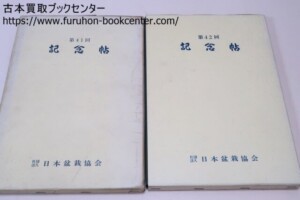 古本買取ブックセンター
https://www.furuhon-bookcenter.com/
第41回
記念帖
日本盆栽協会
第42回
記念帖
日本盆栽協会